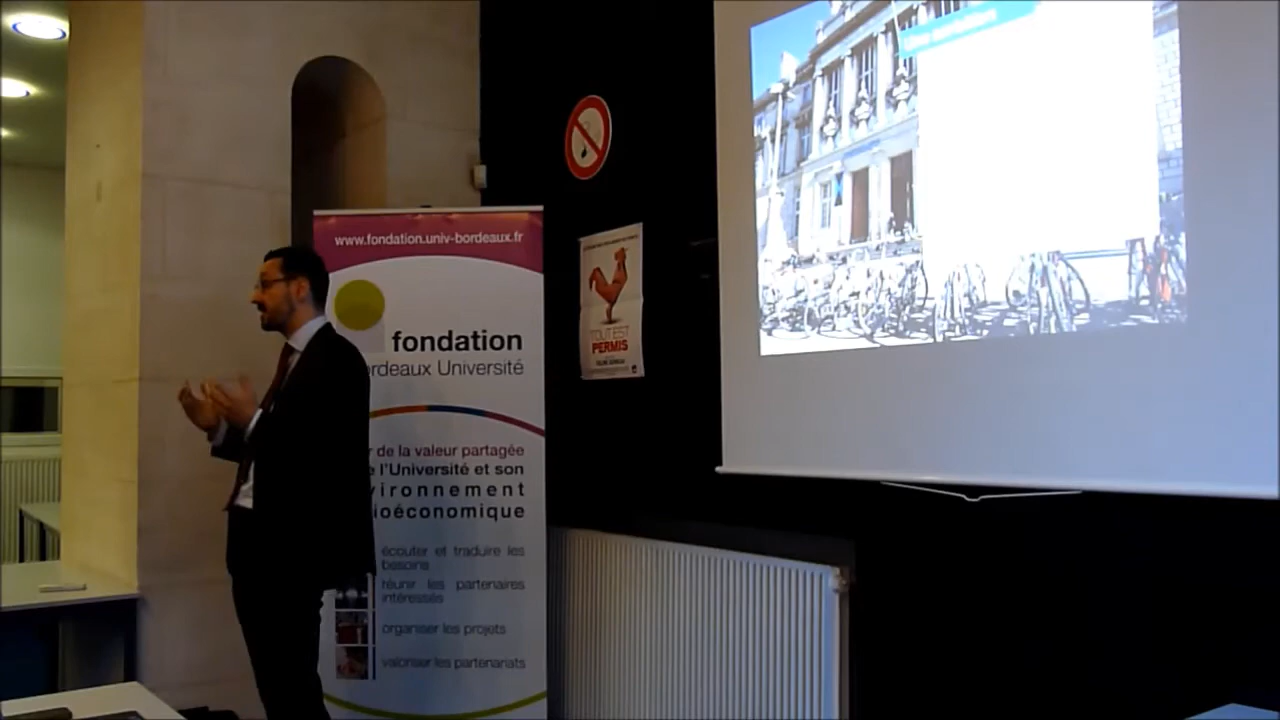 www.fondation.univ-bordeaux.fr
fondation
rdeaux Université
r de la valeur partagée
e l'Université et son
vironnement
ioéconomique
écouter et traduire les
besoins
réunir les partenaires
intéressés
organiser les projets
valoriser les partenariats
TOUT EST
PERMIS